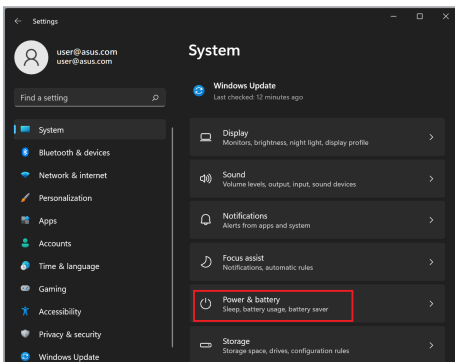 Settings
user@asus.com
user@asus.com
Find a setting
System
Bluetooth & devices
Network & internet
Personalization
Apps
Accounts
Time & language
Gaming
Accessibility
Privacy & security
Windows Update
System
Windows Update
Last checked: 12 minutes ago
Display
Monitors, brightness, night light, display profile
Sound
Volume levels, output, input, sound devices
Notifications
Alerts from apps and system
Focus assist
Notifications, automatic rules
Power & battery
Sleep, battery usage, battery saver
Storage
Storage space, drives, configuration rules